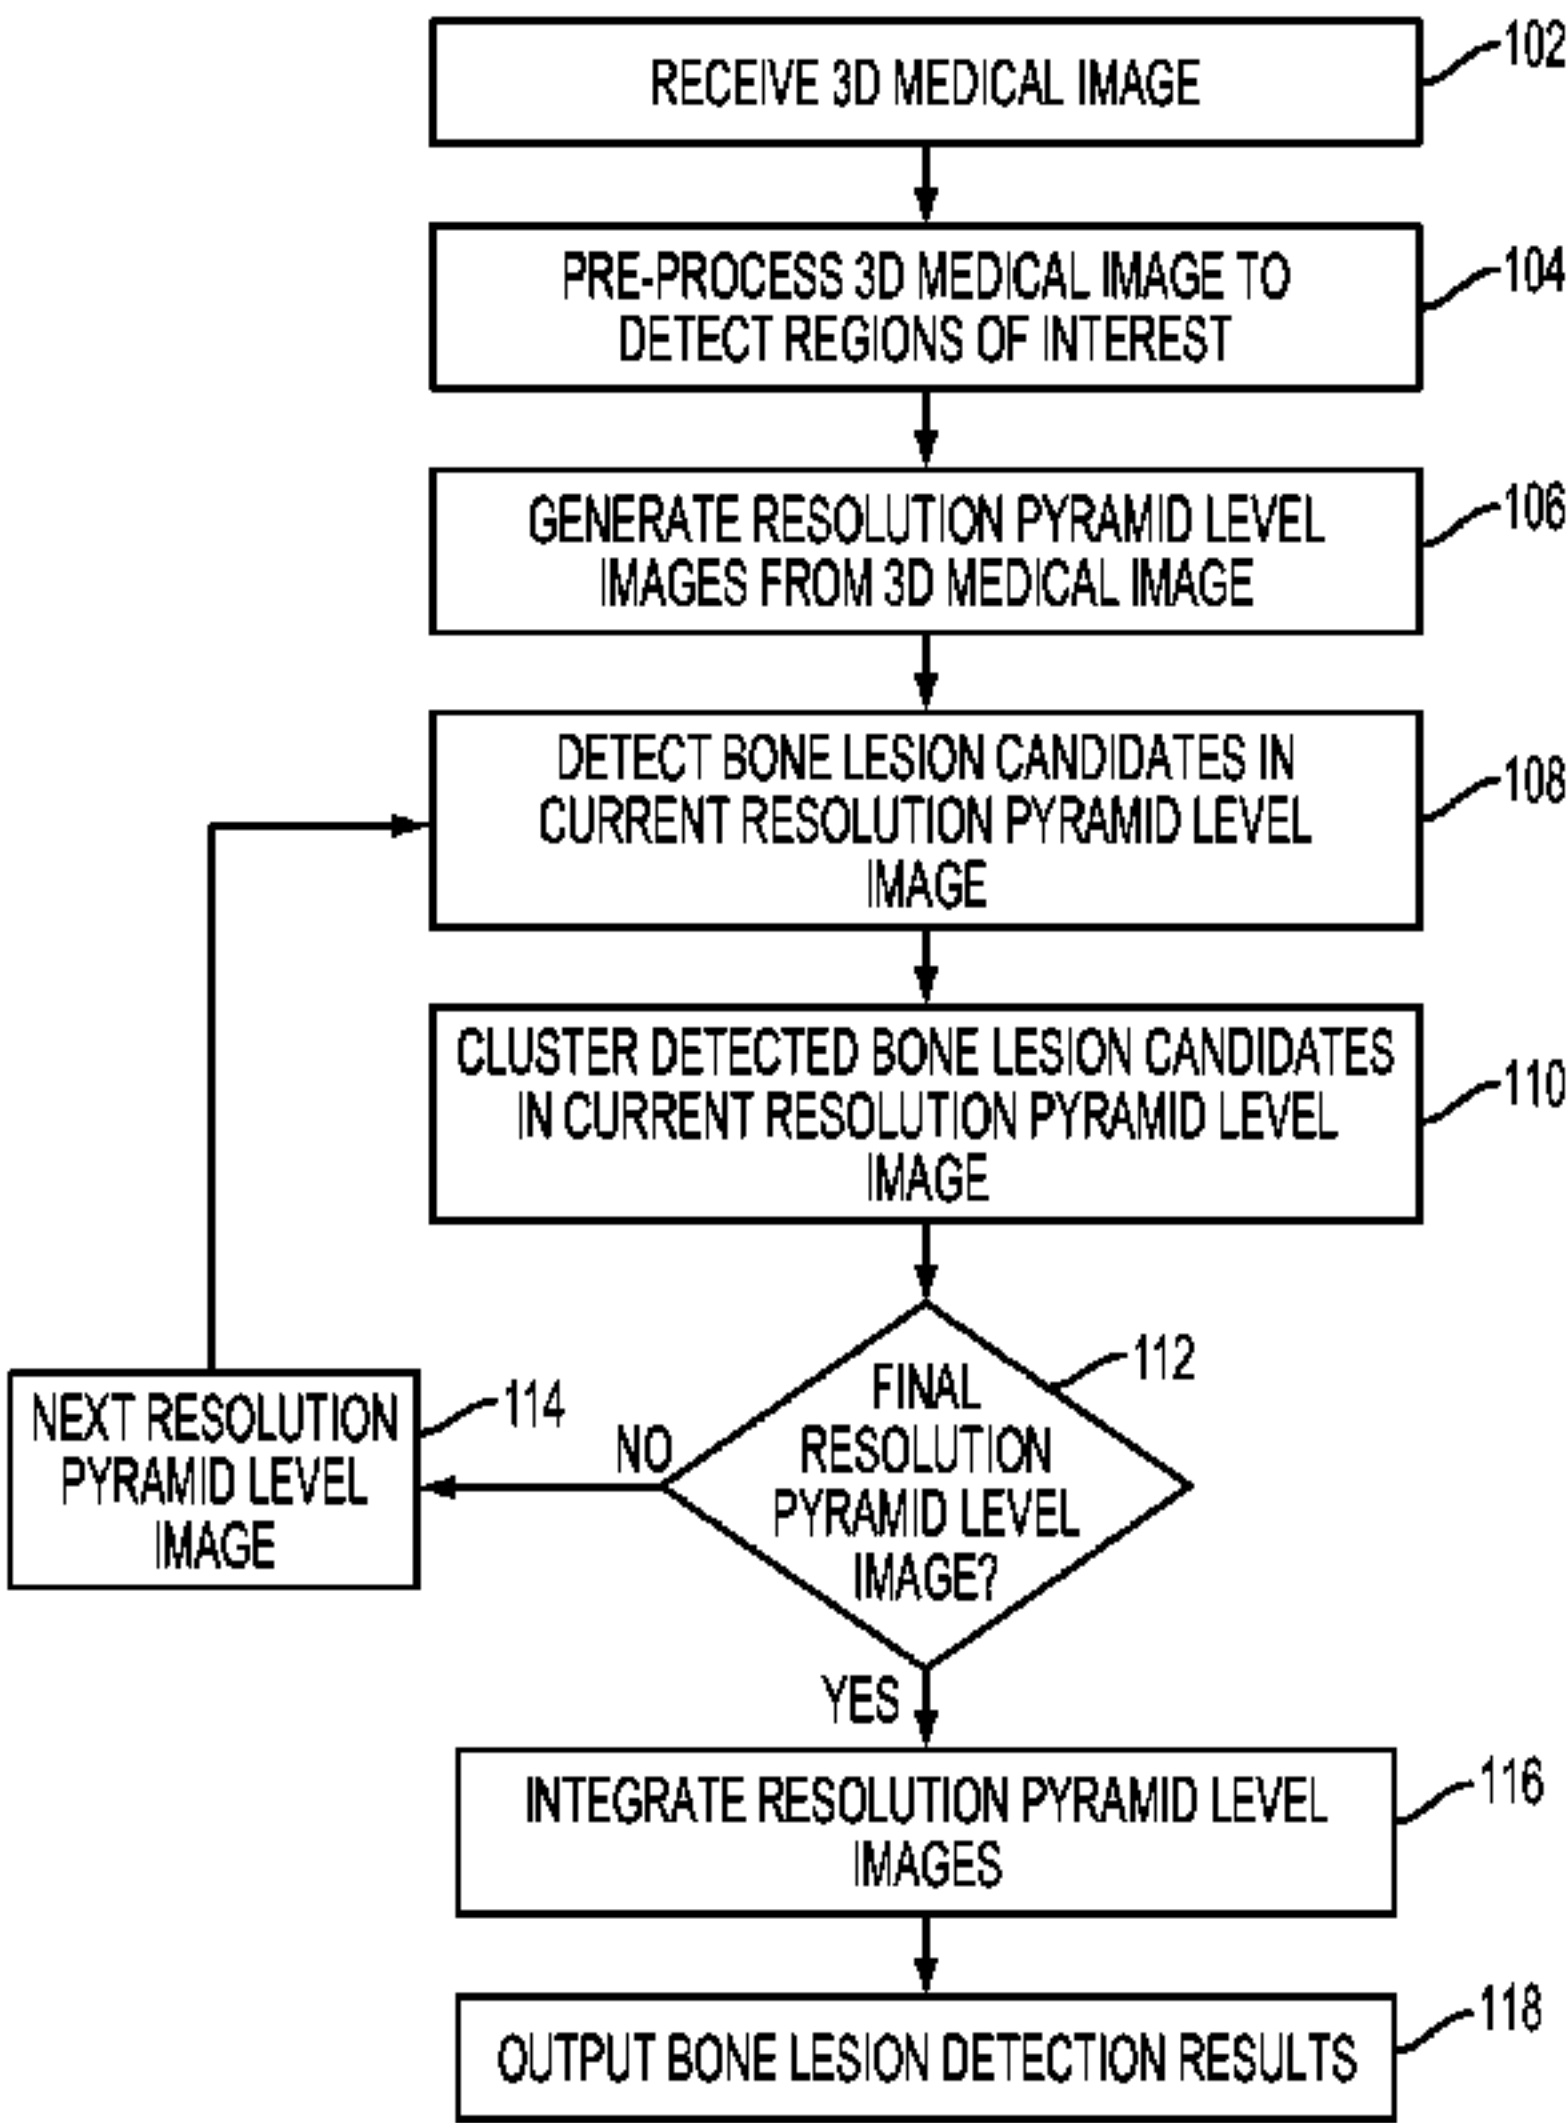 RECEIVE 3D MEDICAL IMAGE
102
PRE-PROCESS 3D MEDICAL IMAGE TO
DETECT REGIONS OF INTEREST
104
GENERATE RESOLUTION PYRAMID LEVEL
IMAGES FROM 3D MEDICAL IMAGE
106
DETECT BONE LESION CANDIDATES IN
CURRENT RESOLUTION PYRAMID LEVEL
IMAGE
108
CLUSTER DETECTED BONE LESION CANDIDATES
IN CURRENT RESOLUTION PYRAMID LEVEL
IMAGE
110
FINAL
RESOLUTION
PYRAMID LEVEL
IMAGE?
112
NO
NEXT RESOLUTION
PYRAMID LEVEL
IMAGE
114
YES
INTEGRATE RESOLUTION PYRAMID LEVEL
IMAGES
116
OUTPUT BONE LESION DETECTION RESULTS
118